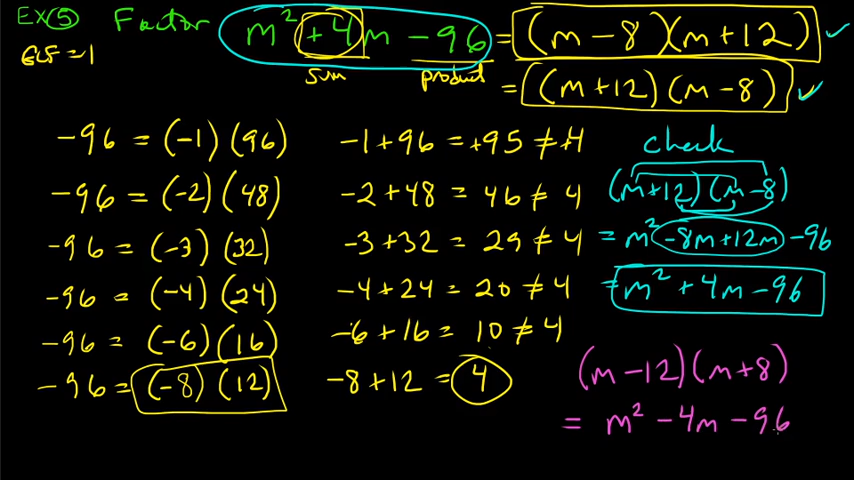 EX(5) Factor m² + 4m - 96 = (m - 8)(m + 12) ✓
GCF = 1
sum product
= (m + 12)(m - 8) ✓
-96 = (-1)(96)
-96 = (-2)(48)
-96 = (-3)(32)
-96 = (-4)(24)
-96 = (-6)(16)
-96 = (-8)(12)
-1 + 96 = +95 ≠ +4
-2 + 48 = 46 ≠ 4
-3 + 32 = 29 ≠ 4
-4 + 24 = 20 ≠ 4
-6 + 16 = 10 ≠ 4
-8 + 12 = 4
check
(m+12)(m-8)
= m² -8m+12m -96
= m² + 4m - 96
(m - 12)(m + 8)
= m² - 4m - 96